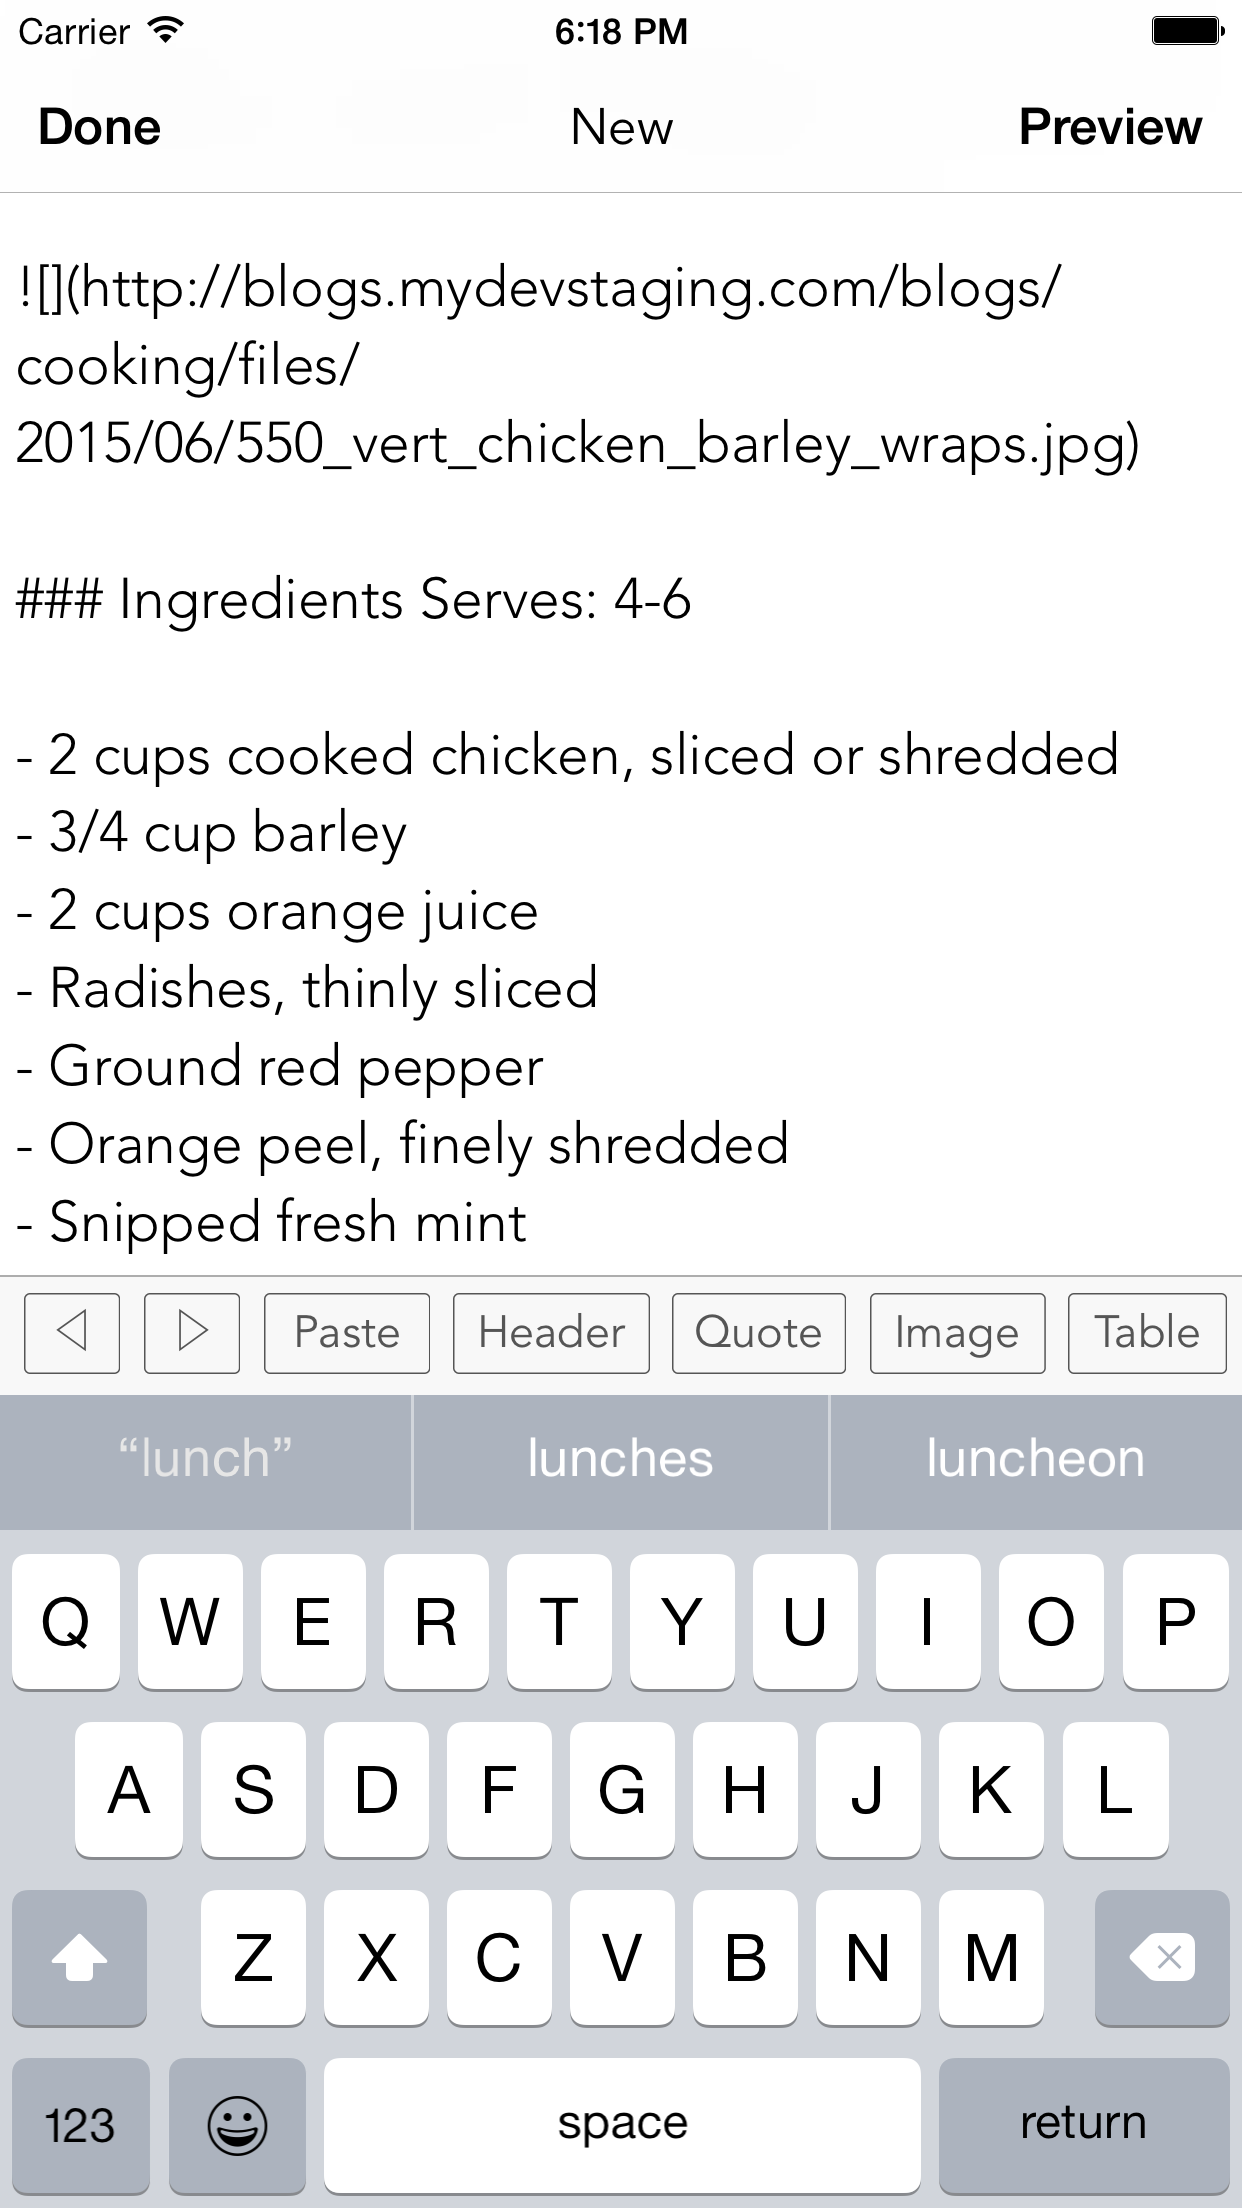 Carrier 6:18 PM
Done New Preview
![](http://blogs.mydevstaging.com/blogs/
cooking/files/
2015/06/550_vert_chicken_barley_wraps.jpg)
### Ingredients Serves: 4-6
- 2 cups cooked chicken, sliced or shredded
- 3/4 cup barley
- 2 cups orange juice
- Radishes, thinly sliced
- Ground red pepper
- Orange peel, finely shredded
- Snipped fresh mint
Paste Header Quote Image Table
“lunch” lunches luncheon
Q W E R T Y U I O P
A S D F G H J K L
Z X C V B N M
123 space return